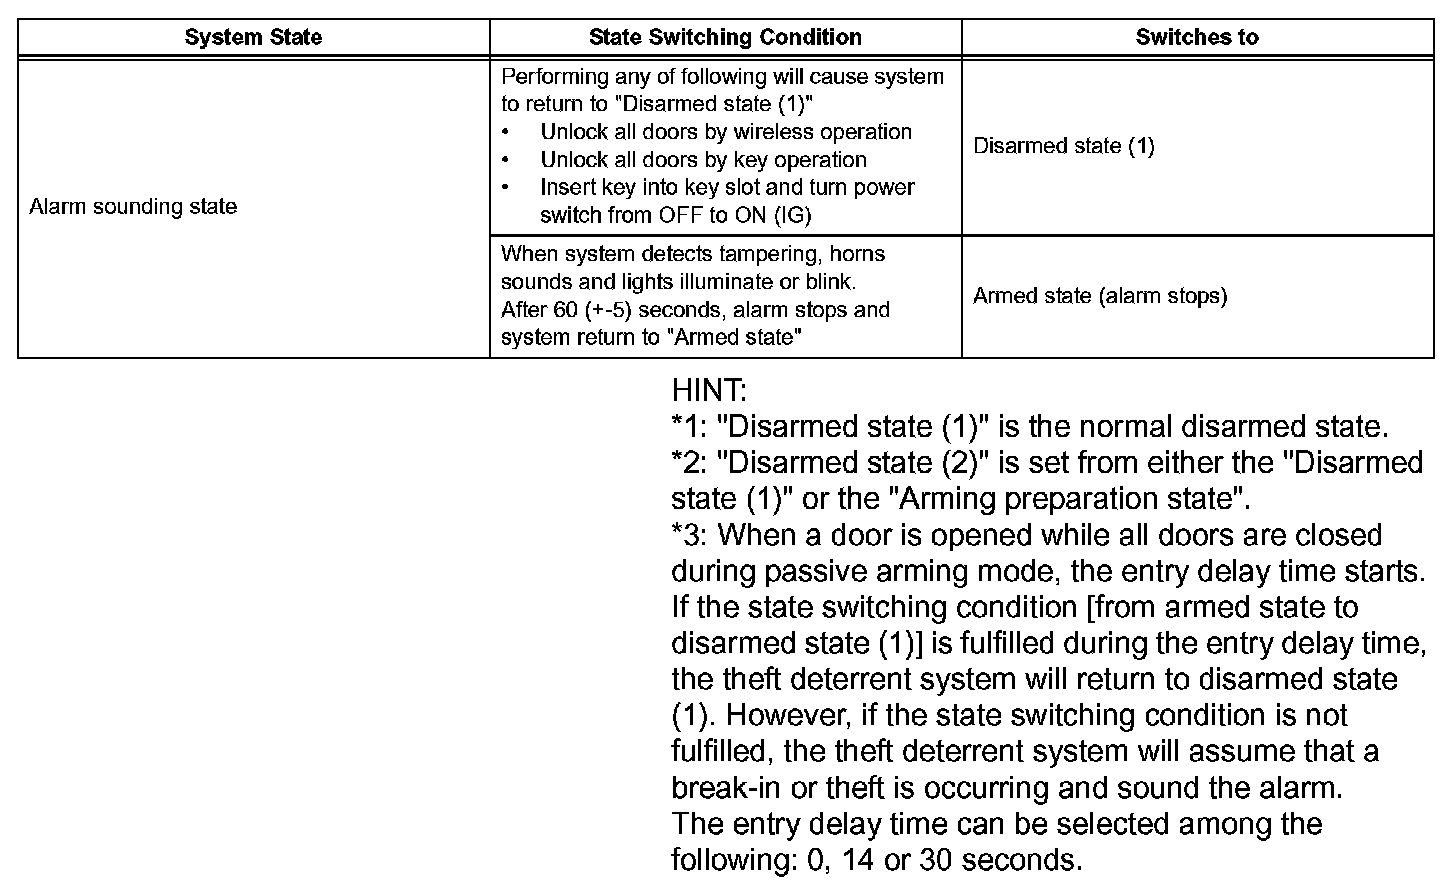 System State State Switching Condition Switches to
Alarm sounding state
Performing any of following will cause system
to return to "Disarmed state (1)"
• Unlock all doors by wireless operation
• Unlock all doors by key operation
• Insert key into key slot and turn power
switch from OFF to ON (IG)
Disarmed state (1)
When system detects tampering, horns
sounds and lights illuminate or blink.
After 60 (+-5) seconds, alarm stops and
system return to "Armed state"
Armed state (alarm stops)
HINT:
*1: "Disarmed state (1)" is the normal disarmed state.
*2: "Disarmed state (2)" is set from either the "Disarmed
state (1)" or the "Arming preparation state".
*3: When a door is opened while all doors are closed
during passive arming mode, the entry delay time starts.
If the state switching condition [from armed state to
disarmed state (1)] is fulfilled during the entry delay time,
the theft deterrent system will return to disarmed state
(1). However, if the state switching condition is not
fulfilled, the theft deterrent system will assume that a
break-in or theft is occurring and sound the alarm.
The entry delay time can be selected among the
following: 0, 14 or 30 seconds.